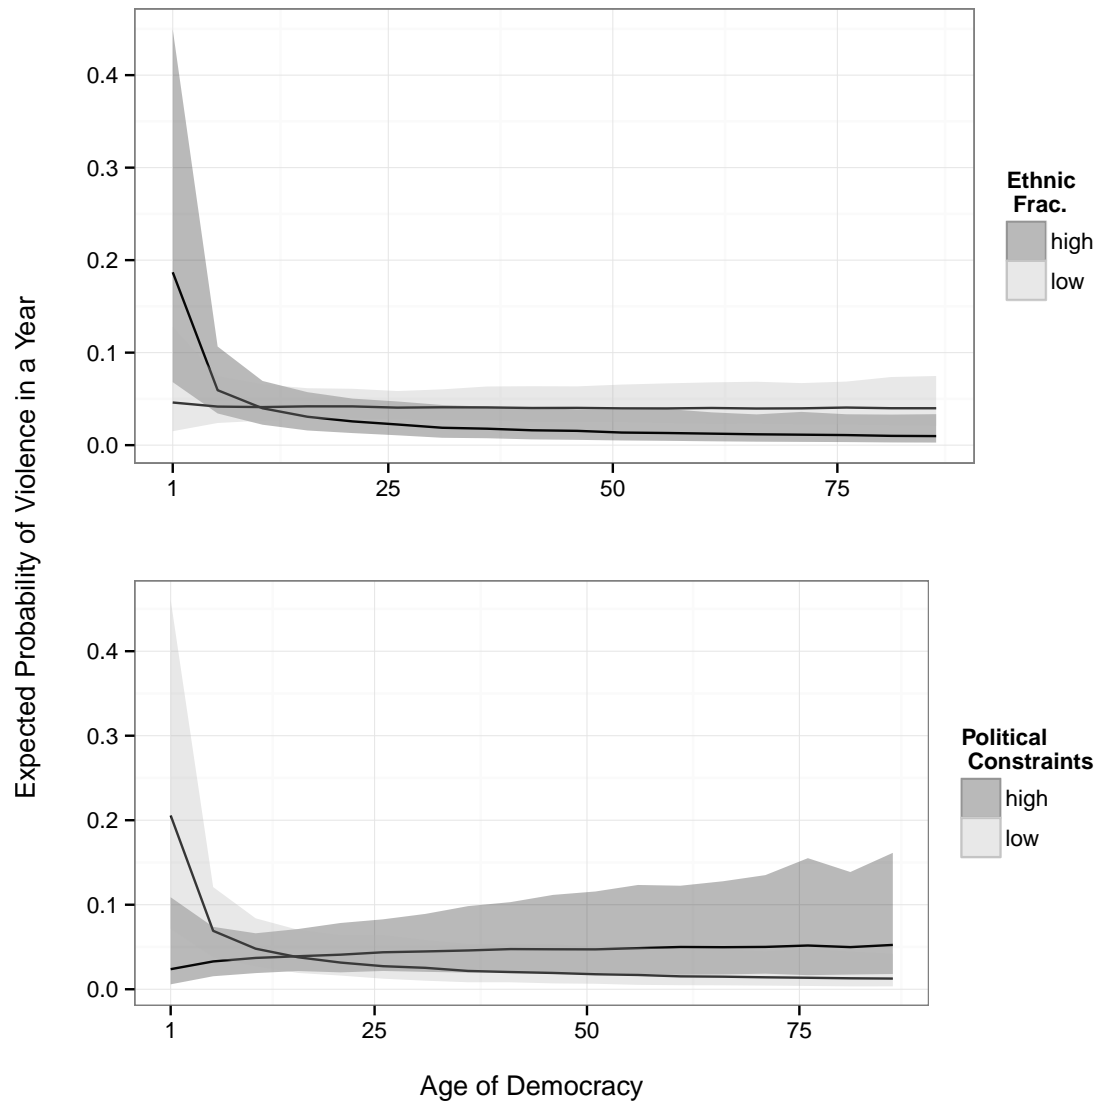 Expected Probability of Violence in a Year
0.4
0.3
0.2
0.1
0.0
1 25 50 75
Ethnic
Frac.
high
low
0.4
0.3
0.2
0.1
0.0
1 25 50 75
Political
Constraints
high
low
Age of Democracy